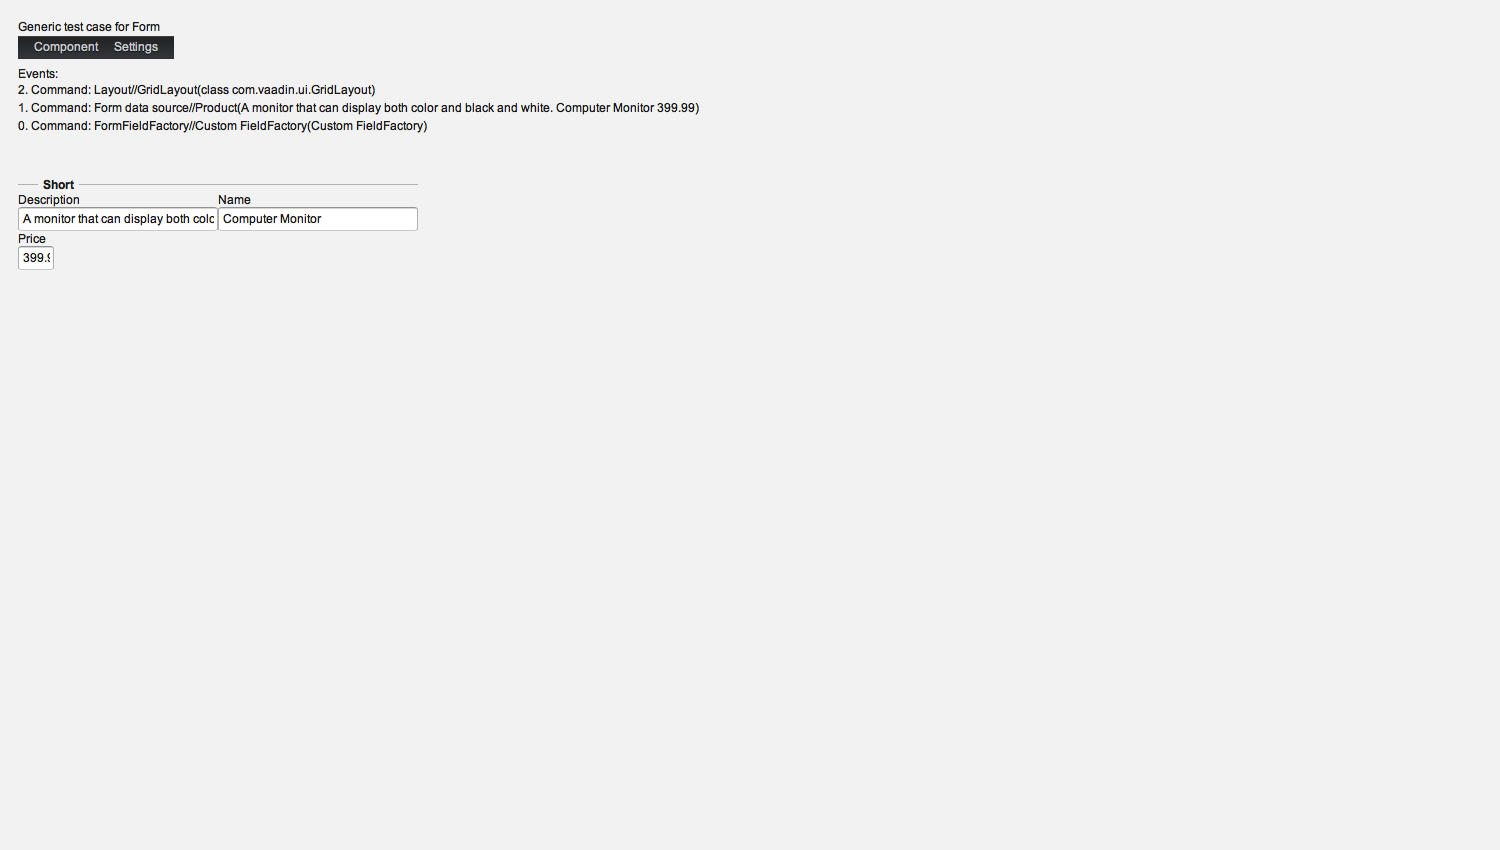 Generic test case for Form
Component Settings
Events:
2. Command: Layout//GridLayout(class com.vaadin.ui.GridLayout)
1. Command: Form data source//Product(A monitor that can display both color and black and white. Computer Monitor 399.99)
0. Command: FormFieldFactory//Custom FieldFactory(Custom FieldFactory)
Short
Description Name
A monitor that can display both colo Computer Monitor
Price
399.9